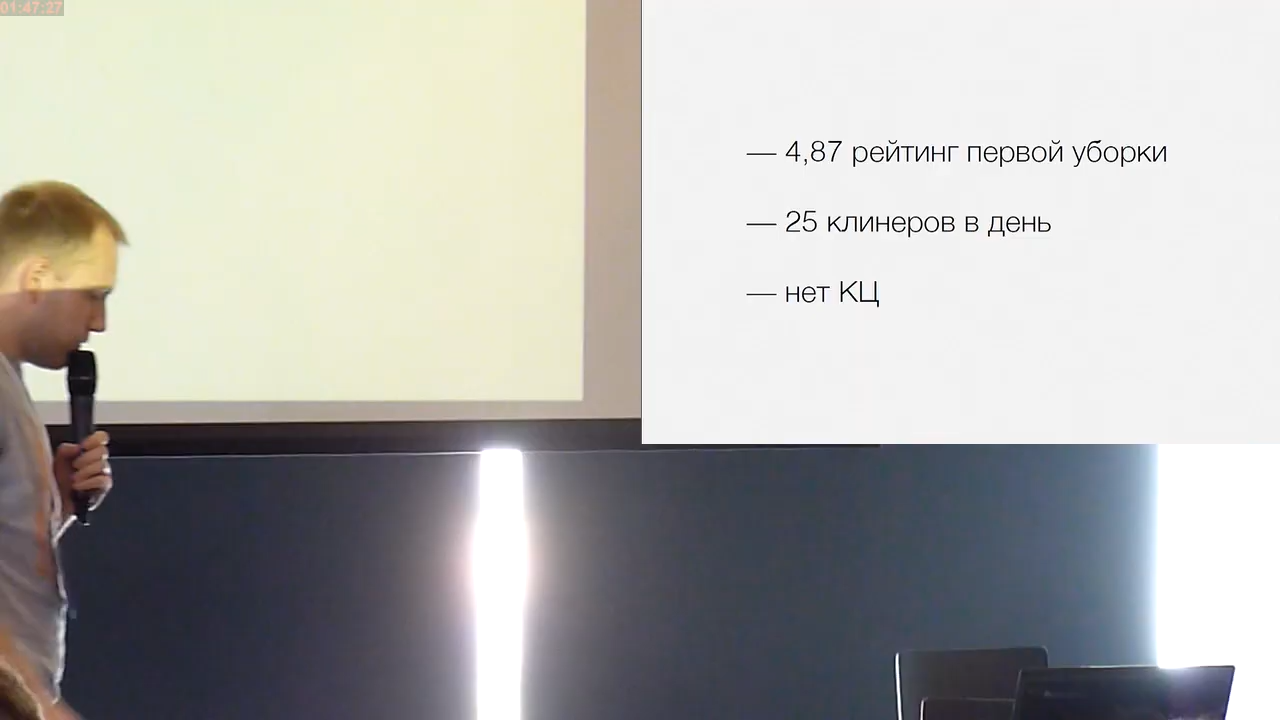 01:47:27
— 4,87 рейтинг первой уборки
— 25 клинеров в день
— нет КЦ